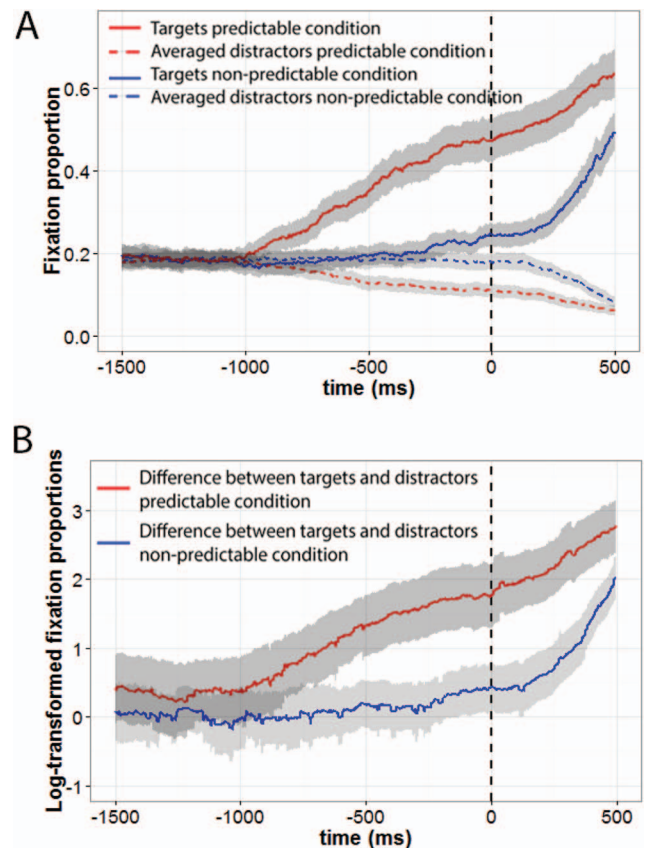 A
Targets predictable condition
Averaged distractors predictable condition
Targets non-predictable condition
Averaged distractors non-predictable condition
Fixation proportion
0.6
0.4
0.2
0.0
-1500 -1000 -500 0 500
time (ms)
B
Difference between targets and distractors
predictable condition
Difference between targets and distractors
non-predictable condition
Log-transformed fixation proportions
3
2
1
0
-1
-1500 -1000 -500 0 500
time (ms)